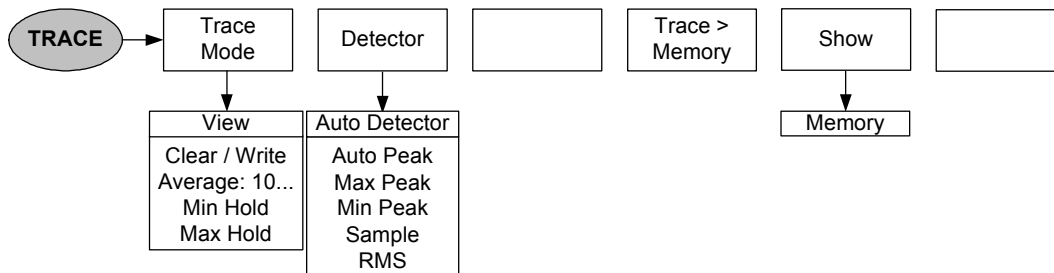 TRACE
Trace
Mode
Detector
Trace >
Memory
Show
View
Clear / Write
Average: 10...
Min Hold
Max Hold
Auto Detector
Auto Peak
Max Peak
Min Peak
Sample
RMS
Memory